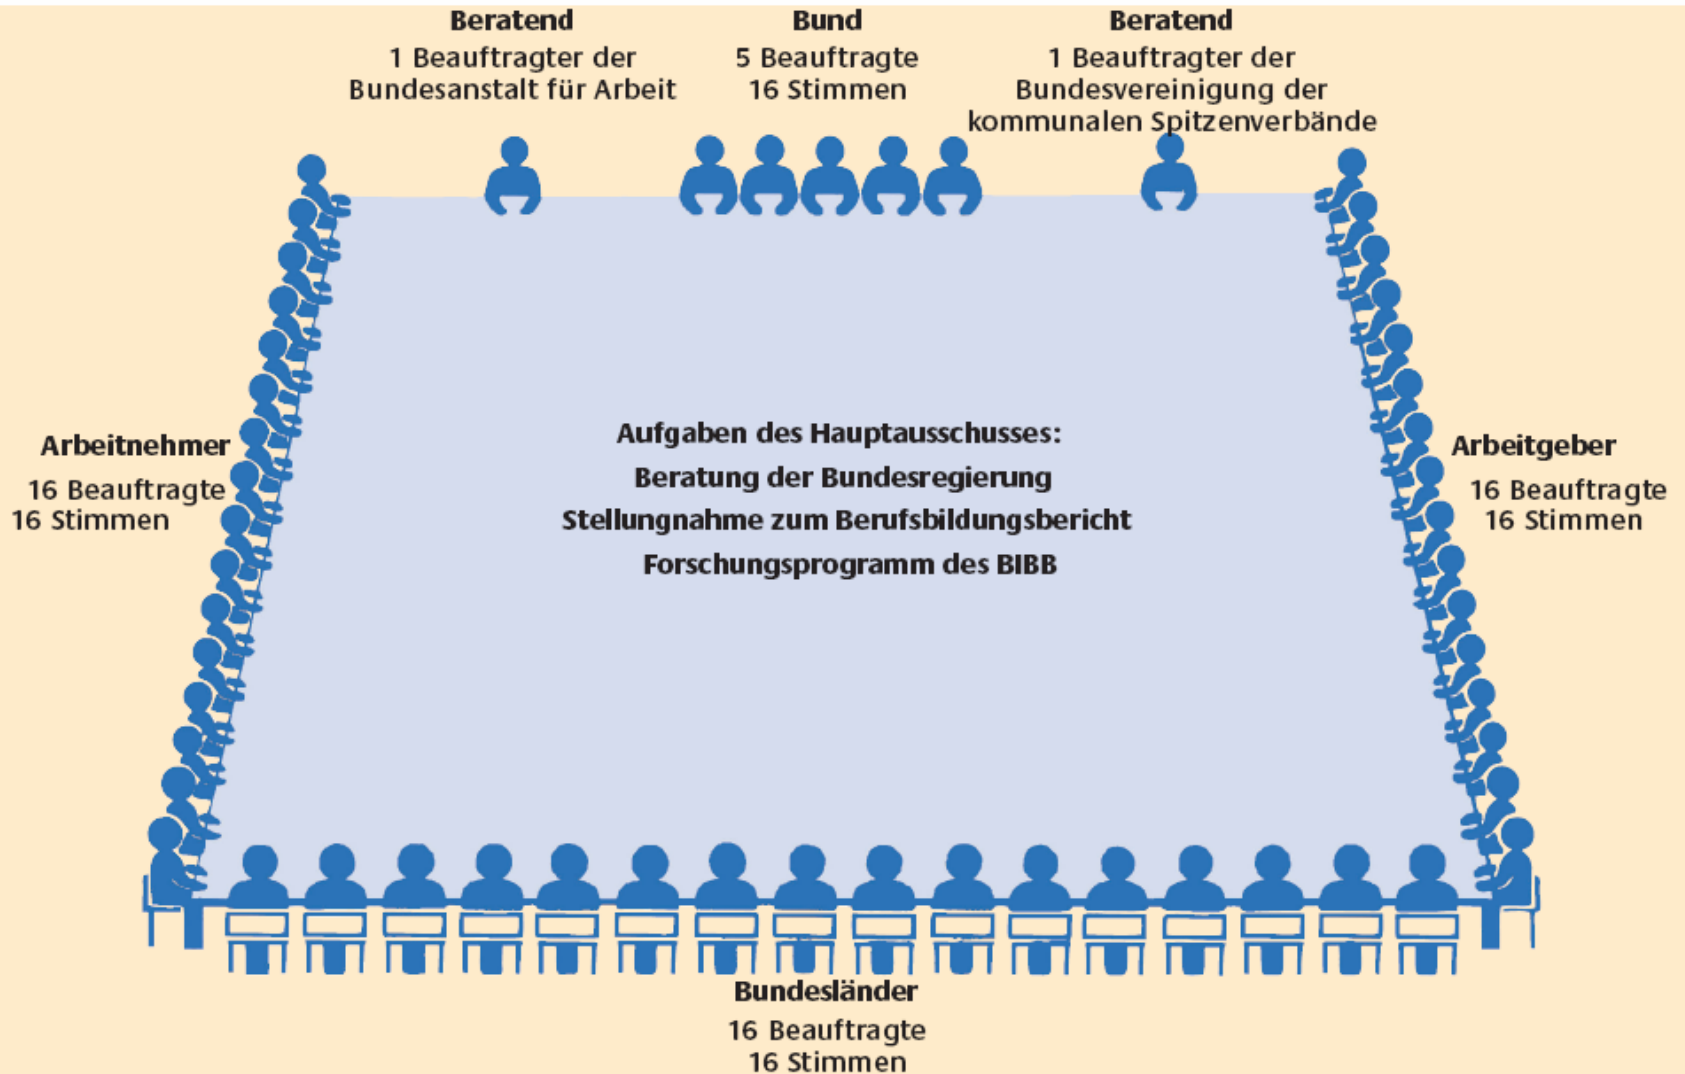 Beratend
1 Beauftragter der
Bundesanstalt für Arbeit
Bund
5 Beauftragte
16 Stimmen
Beratend
1 Beauftragter der
Bundesvereinigung der
kommunalen Spitzenverbände
Arbeitnehmer
16 Beauftragte
16 Stimmen
Aufgaben des Hauptausschusses:
Beratung der Bundesregierung
Stellungnahme zum Berufsbildungsbericht
Forschungsprogramm des BIBB
Arbeitgeber
16 Beauftragte
16 Stimmen
Bundesländer
16 Beauftragte
16 Stimmen